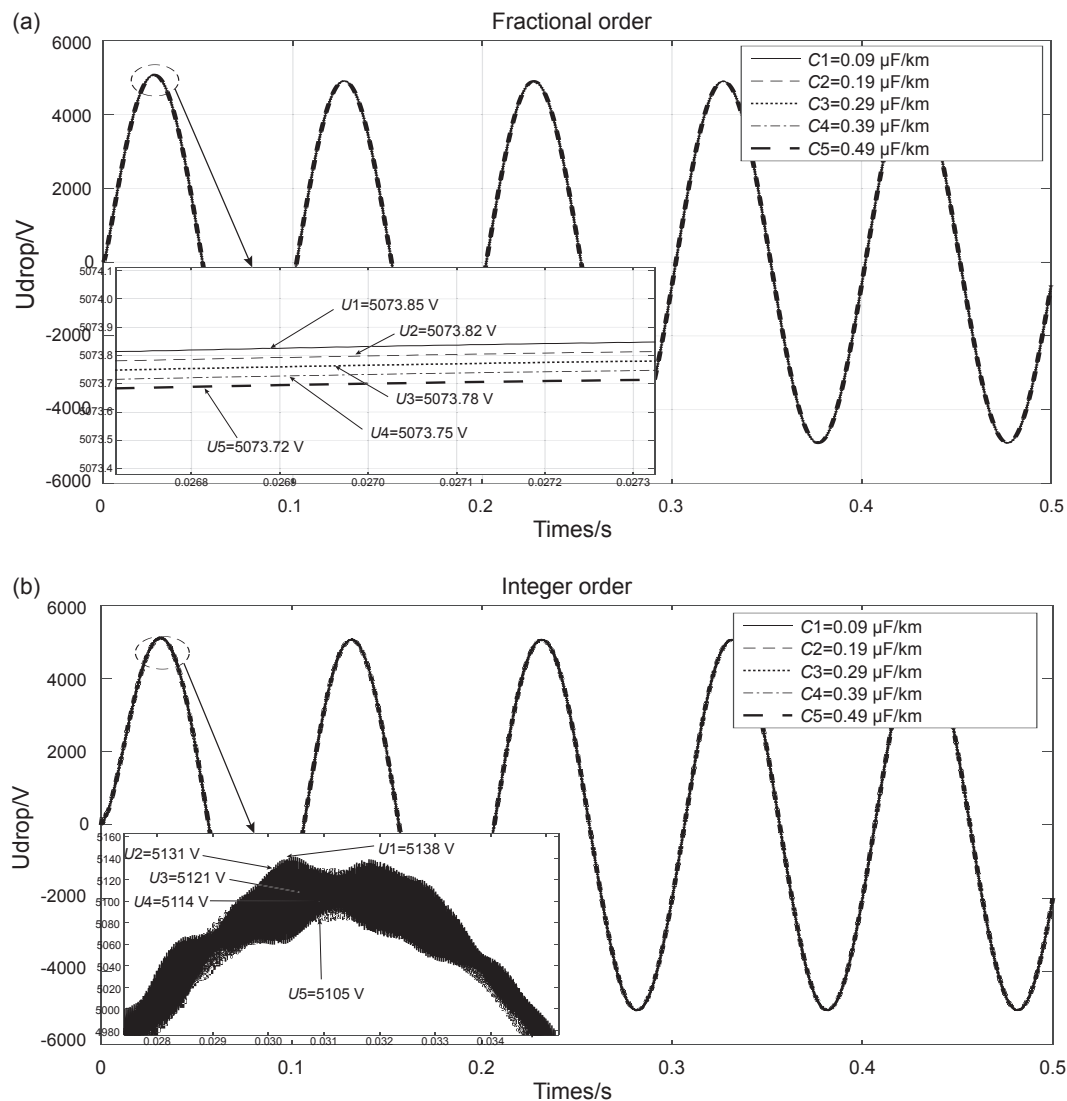 (a)
Fractional order
6000
4000
2000
0
-2000
-4000
-6000
Udrop/V
C1=0.09 µF/km
C2=0.19 µF/km
C3=0.29 µF/km
C4=0.39 µF/km
C5=0.49 µF/km
5074.1
5074.0
5073.9
5073.8
5073.7
5073.6
5073.5
5073.4
U1=5073.85 V
U2=5073.82 V
U3=5073.78 V
U4=5073.75 V
U5=5073.72 V
0.0268 0.0269 0.0270 0.0271 0.0272 0.0273
0 0.1 0.2 0.3 0.4 0.5
Times/s
(b)
Integer order
6000
4000
2000
0
-2000
-4000
-6000
Udrop/V
C1=0.09 µF/km
C2=0.19 µF/km
C3=0.29 µF/km
C4=0.39 µF/km
C5=0.49 µF/km
5160
5140
5120
5100
5080
5060
5040
5020
5000
4980
U1=5138 V
U2=5131 V
U3=5121 V
U4=5114 V
U5=5105 V
0.028 0.029 0.030 0.031 0.032 0.033 0.034
0 0.1 0.2 0.3 0.4 0.5
Times/s